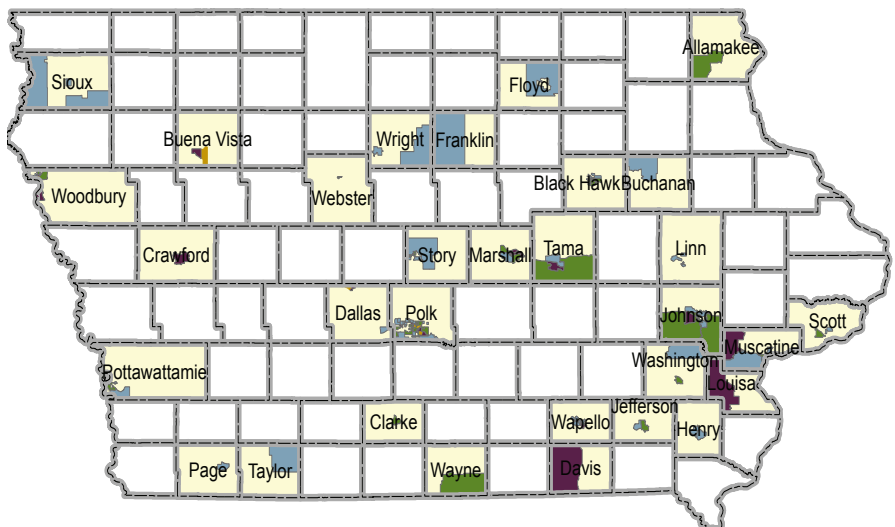 Allamakee
Sioux
Floyd
Buena Vista
Wright
Franklin
Black Hawk
Buchanan
Woodbury
Webster
Crawford
Story
Marshall
Tama
Linn
Dallas
Polk
Johnson
Scott
Muscatine
Washington
Pottawattamie
Louisa
Jefferson
Clarke
Wapello
Henry
Page
Taylor
Wayne
Davis